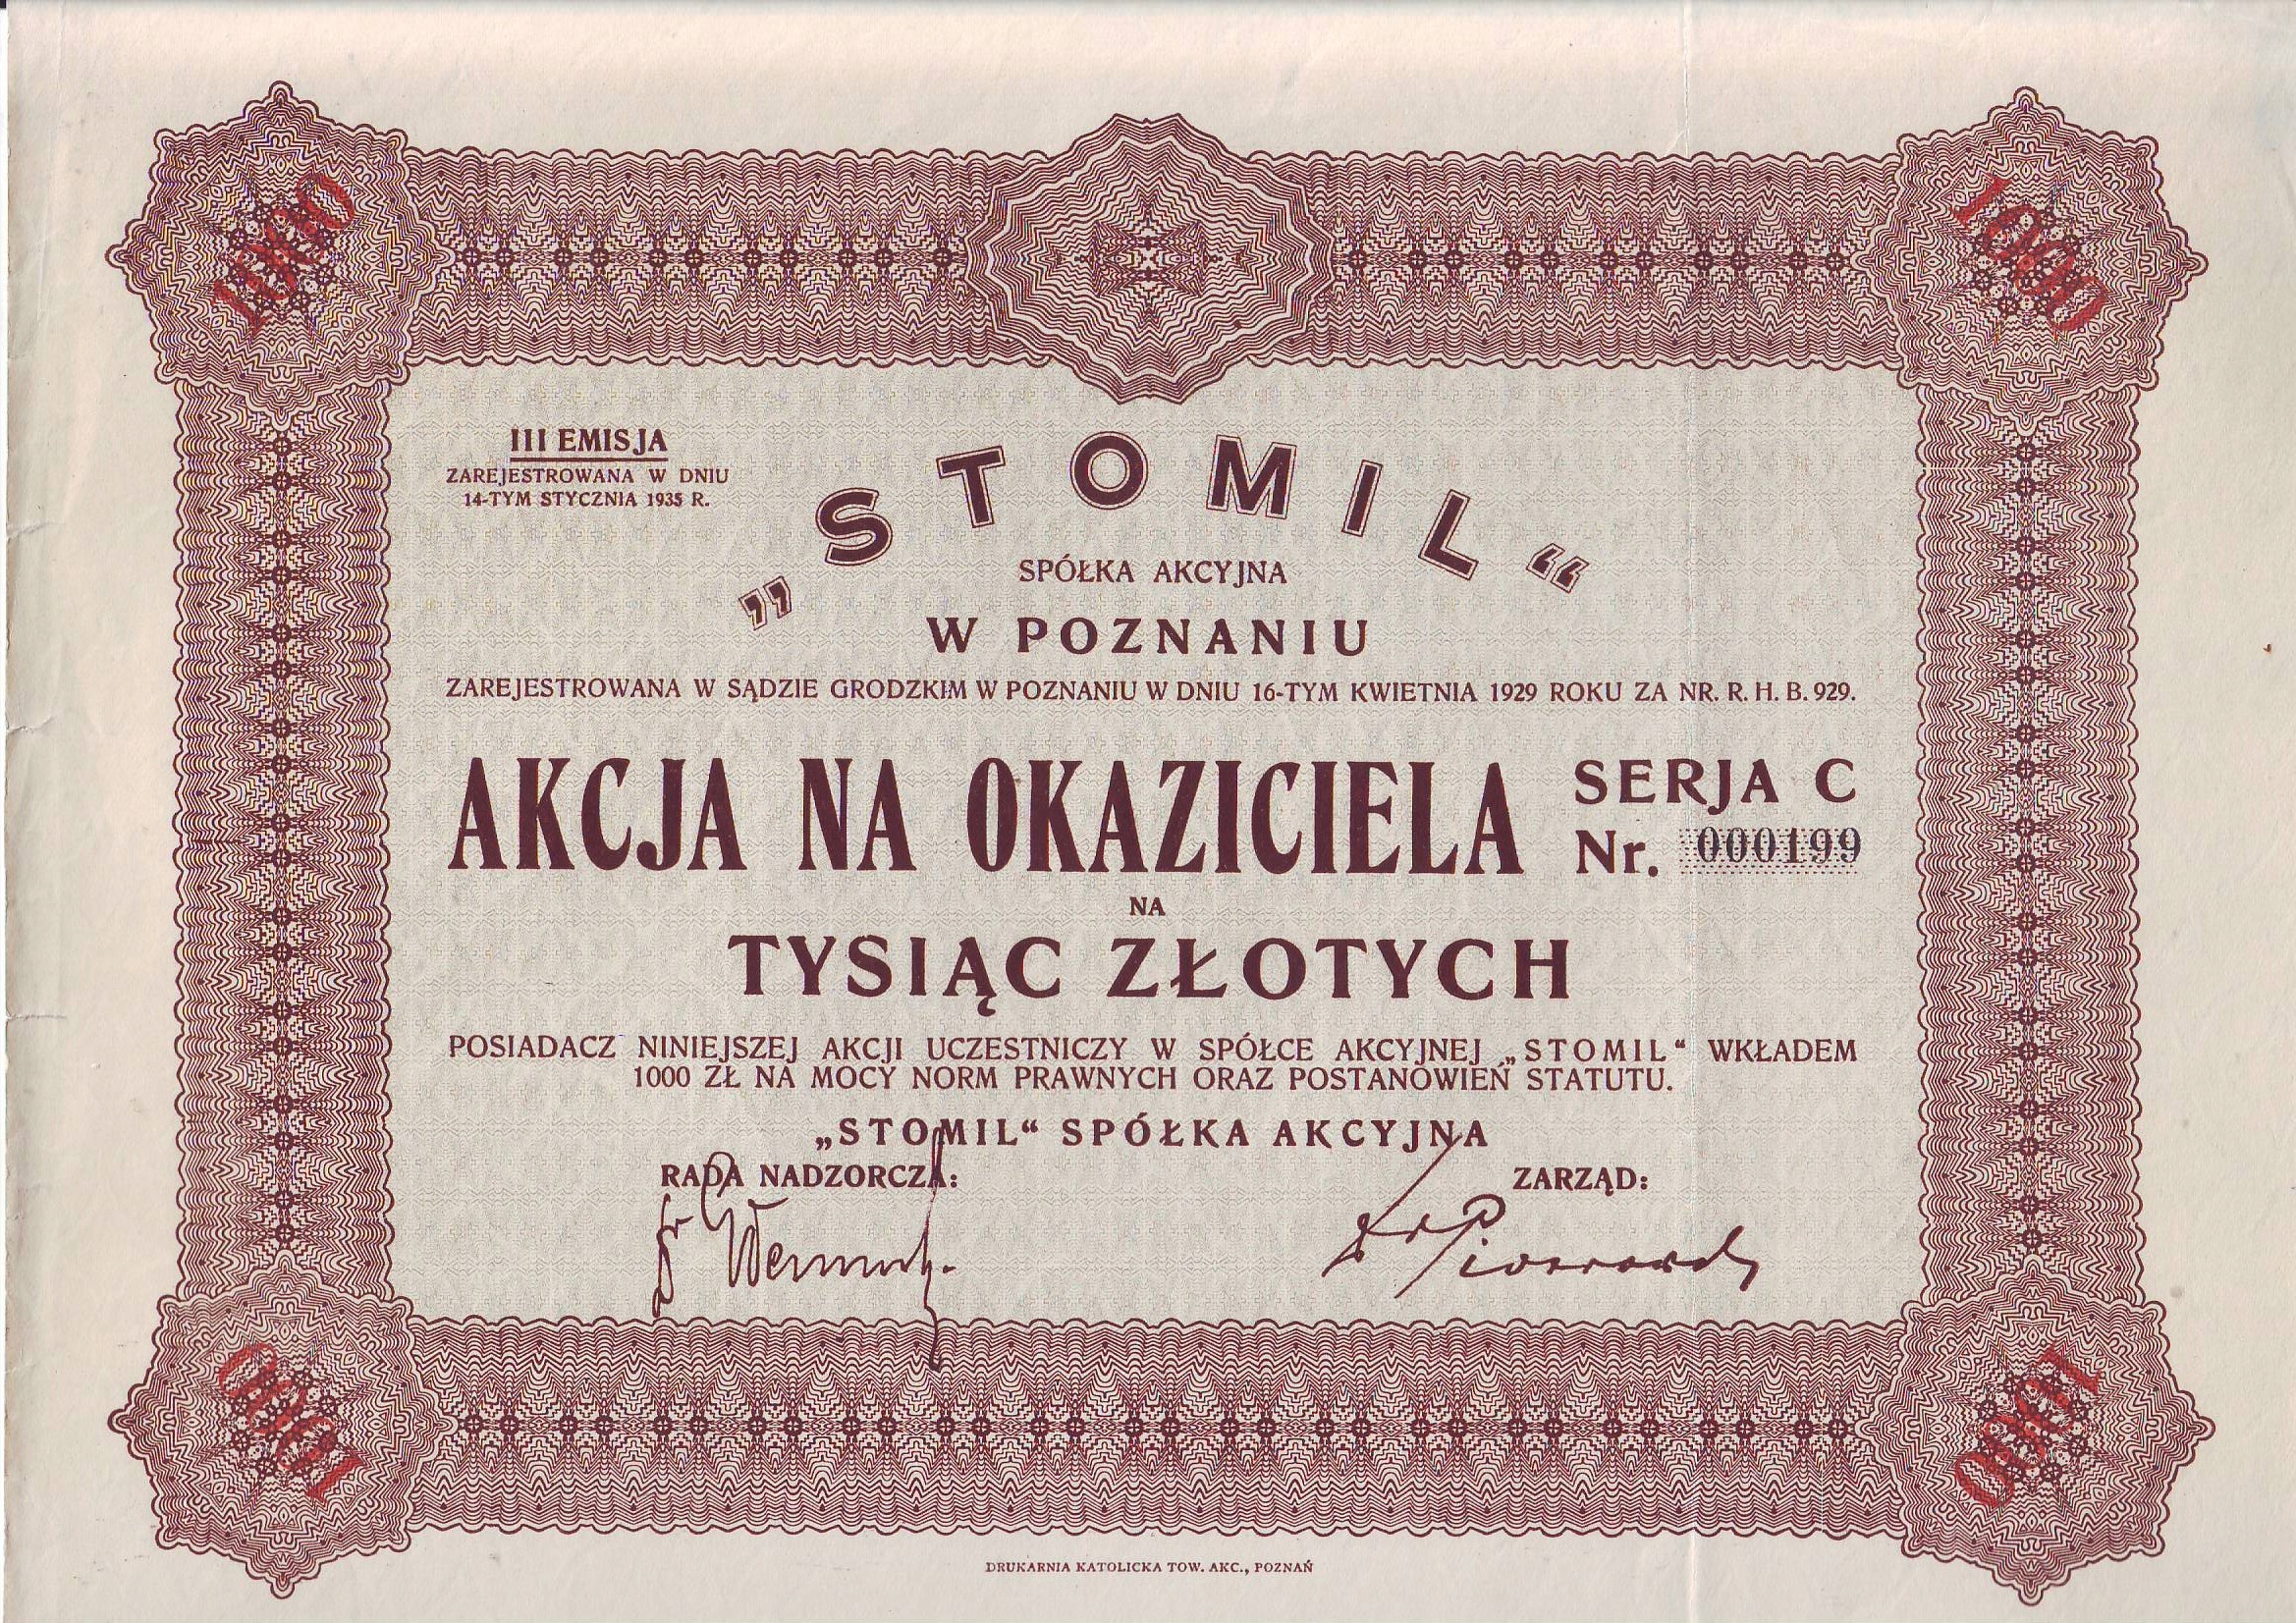 1000
1000
III EMISJA
ZAREJESTROWANA W DNIU
14-TYM STYCZNIA 1935 R.
„STOMIL“
SPÓŁKA AKCYJNA
W POZNANIU
ZAREJESTROWANA W SĄDZIE GRODZKIM W POZNANIU W DNIU 16-TYM KWIETNIA 1929 ROKU ZA NR. R. H. B. 929.
AKCJA NA OKAZICIELA
SERJA C
Nr. 000199
NA
TYSIĄC ZŁOTYCH
POSIADACZ NINIEJSZEJ AKCJI UCZESTNICZY W SPÓŁCE AKCYJNEJ „STOMIL“ WKŁADEM
1000 ZŁ NA MOCY NORM PRAWNYCH ORAZ POSTANOWIEŃ STATUTU.
„STOMIL“ SPÓŁKA AKCYJNA
RADA NADZORCZA:
ZARZĄD:
1000
1000
DRUKARNIA KATOLICKA TOW. AKC., POZNAŃ